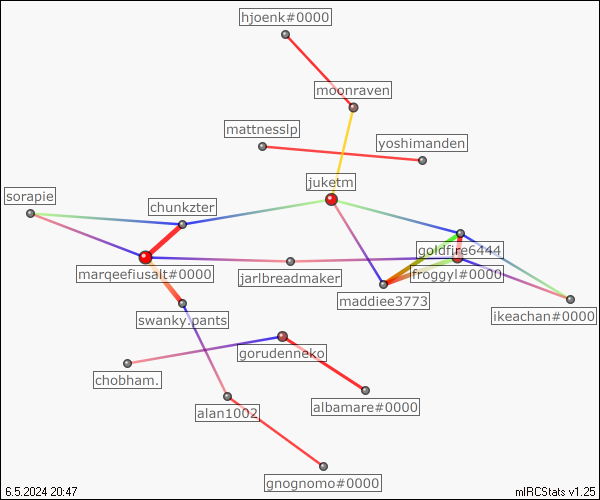 hjoenk#0000
moonraven
mattnesslp
yoshimanden
juketm
sorapie
chunkzter
goldfire6444
marqeefiusalt#0000
jarlbreadmaker
froggyl#0000
maddiee3773
ikeachan#0000
swanky.pants
gorudenneko
chobham.
alan1002
albamare#0000
gnognomo#0000
6.5.2024 20:47
mIRCStats v1.25